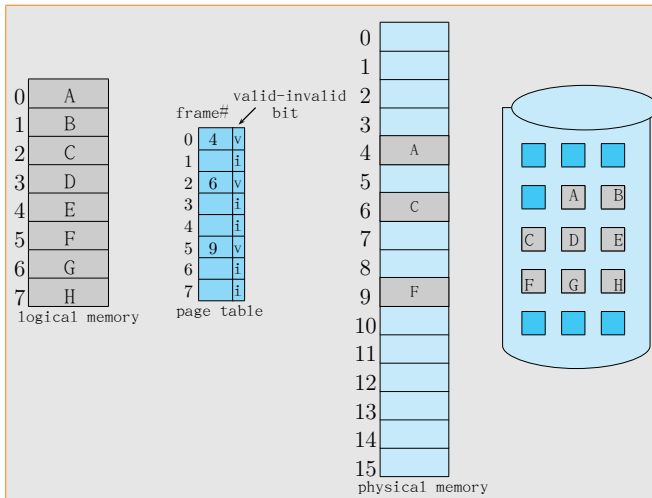 0 A
1 B
2 C
3 D
4 E
5 F
6 G
7 H
logical memory
valid-invalid
bit
frame#
0 4 v
1 i
2 6 v
3 i
4 i
5 9 v
6 i
7 i
page table
0
1
2
3
4 A
5
6 C
7
8
9 F
10
11
12
13
14
15
physical memory
A B
C D E
F G H